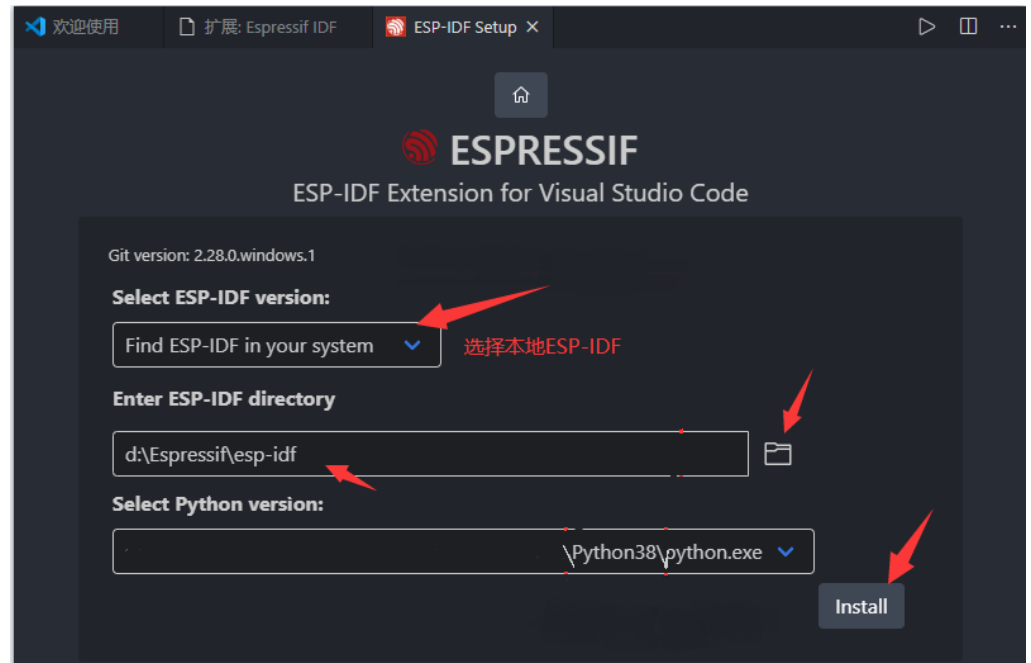 欢迎使用 扩展: Espressif IDF ESP-IDF Setup
ESPRESSIF
ESP-IDF Extension for Visual Studio Code
Git version: 2.28.0.windows.1
Select ESP-IDF version:
Find ESP-IDF in your system 选择本地ESP-IDF
Enter ESP-IDF directory
d:\Espressif\esp-idf
Select Python version:
\Python38\python.exe
Install